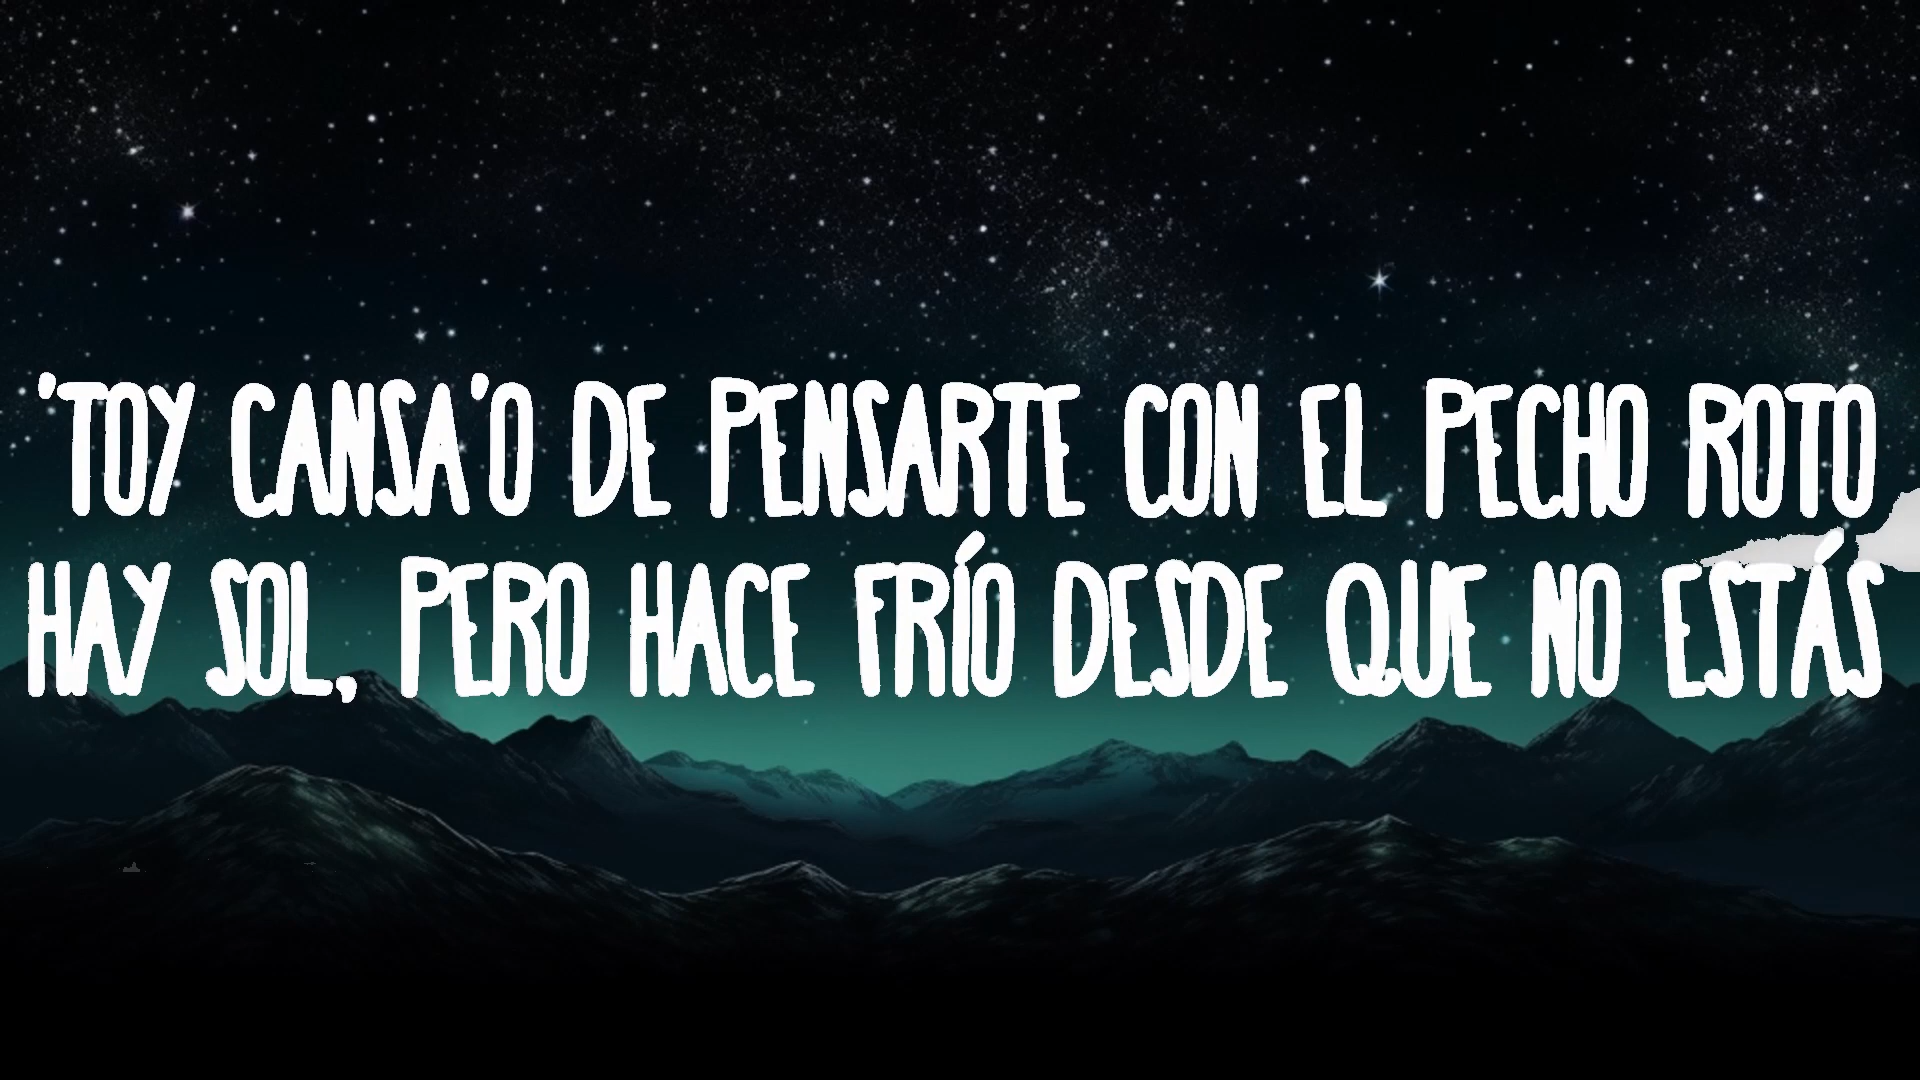 'TOY CANSA'O DE PENSARTE CON EL PECHO ROTO
HAY SOL, PERO HACE FRÍO DESDE QUE NO ESTÁS